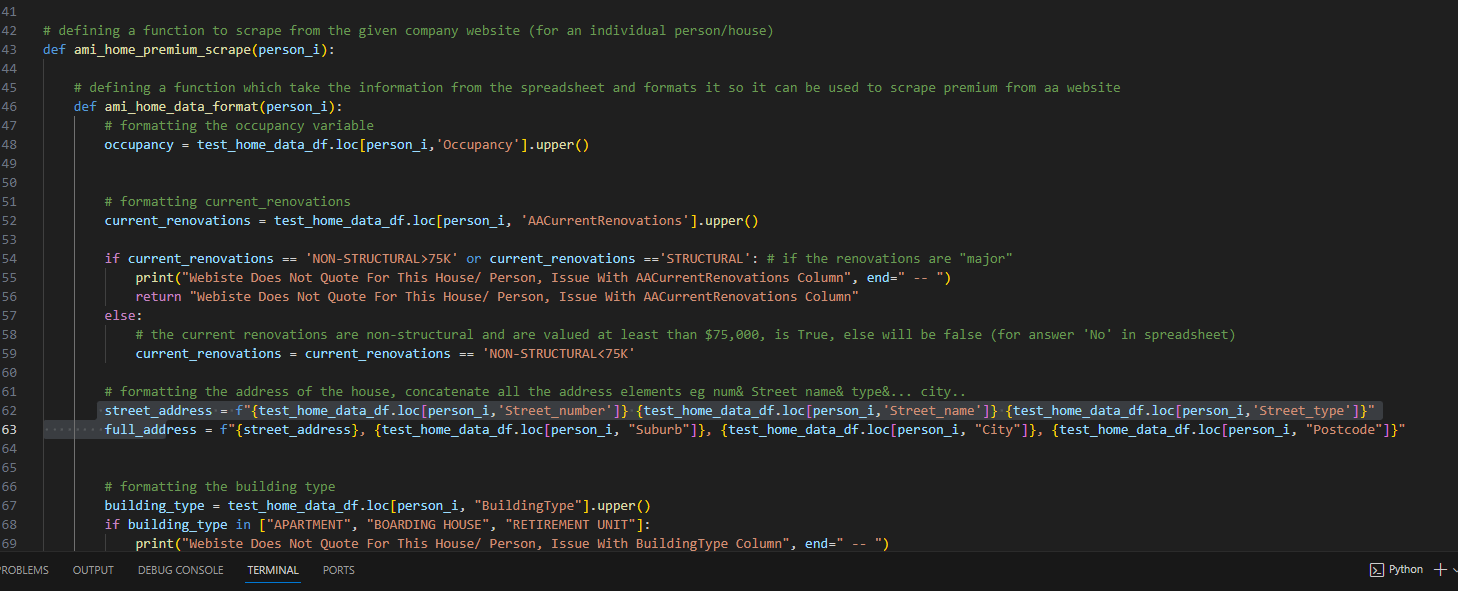 41
42 # defining a function to scrape from the given company website (for an individual person/house)
43 def ami_home_premium_scrape(person_i):
44
45 # defining a function which take the information from the spreadsheet and formats it so it can be used to scrape premium from aa website
46 def ami_home_data_format(person_i):
47 # formatting the occupancy variable
48 occupancy = test_home_data_df.loc[person_i,'Occupancy'].upper()
49
50
51 # formatting current_renovations
52 current_renovations = test_home_data_df.loc[person_i, 'AACurrentRenovations'].upper()
53
54 if current_renovations == 'NON-STRUCTURAL>75K' or current_renovations =='STRUCTURAL': # if the renovations are "major"
55 print("Webiste Does Not Quote For This House/ Person, Issue With AACurrentRenovations Column", end=" -- ")
56 return "Webiste Does Not Quote For This House/ Person, Issue With AACurrentRenovations Column"
57 else:
58 # the current renovations are non-structural and are valued at least than $75,000, is True, else will be false (for answer 'No' in spreadsheet)
59 current_renovations = current_renovations == 'NON-STRUCTURAL<75K'
60
61 # formatting the address of the house, concatenate all the address elements eg num& Street name& type&... city..
62 street_address = f"{test_home_data_df.loc[person_i,'Street_number']} {test_home_data_df.loc[person_i,'Street_name']} {test_home_data_df.loc[person_i,'Street_type']}"
63 full_address = f"{street_address}, {test_home_data_df.loc[person_i, "Suburb"]}, {test_home_data_df.loc[person_i, "City"]}, {test_home_data_df.loc[person_i, "Postcode"]}"
64
65
66 # formatting the building type
67 building_type = test_home_data_df.loc[person_i, "BuildingType"].upper()
68 if building_type in ["APARTMENT", "BOARDING HOUSE", "RETIREMENT UNIT"]:
69 print("Webiste Does Not Quote For This House/ Person, Issue With BuildingType Column", end=" -- ")
ROBLEMS OUTPUT DEBUG CONSOLE TERMINAL PORTS Python